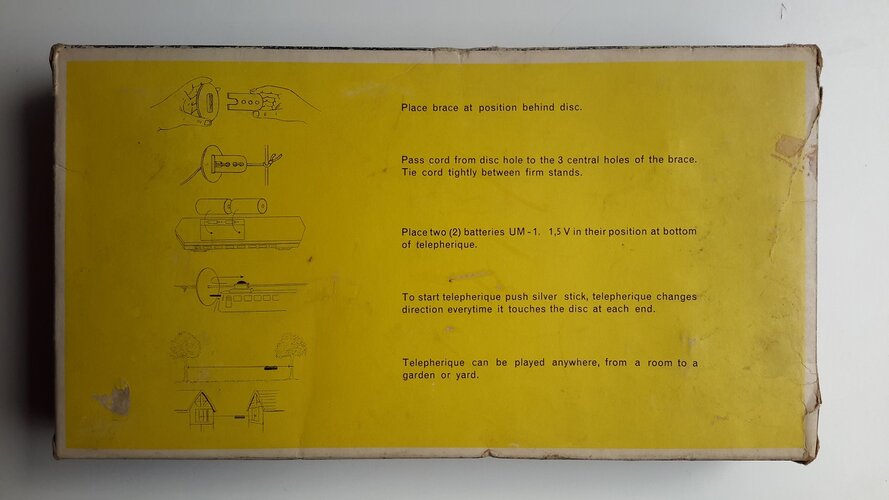 Place brace at position behind disc.
Pass cord from disc hole to the 3 central holes of the brace.
Tie cord tightly between firm stands.
Place two (2) batteries UM-1. 1,5 V in their position at bottom
of telepherique.
To start telepherique push silver stick, telepherique changes
direction everytime it touches the disc at each end.
Telepherique can be played anywhere, from a room to a
garden or yard.